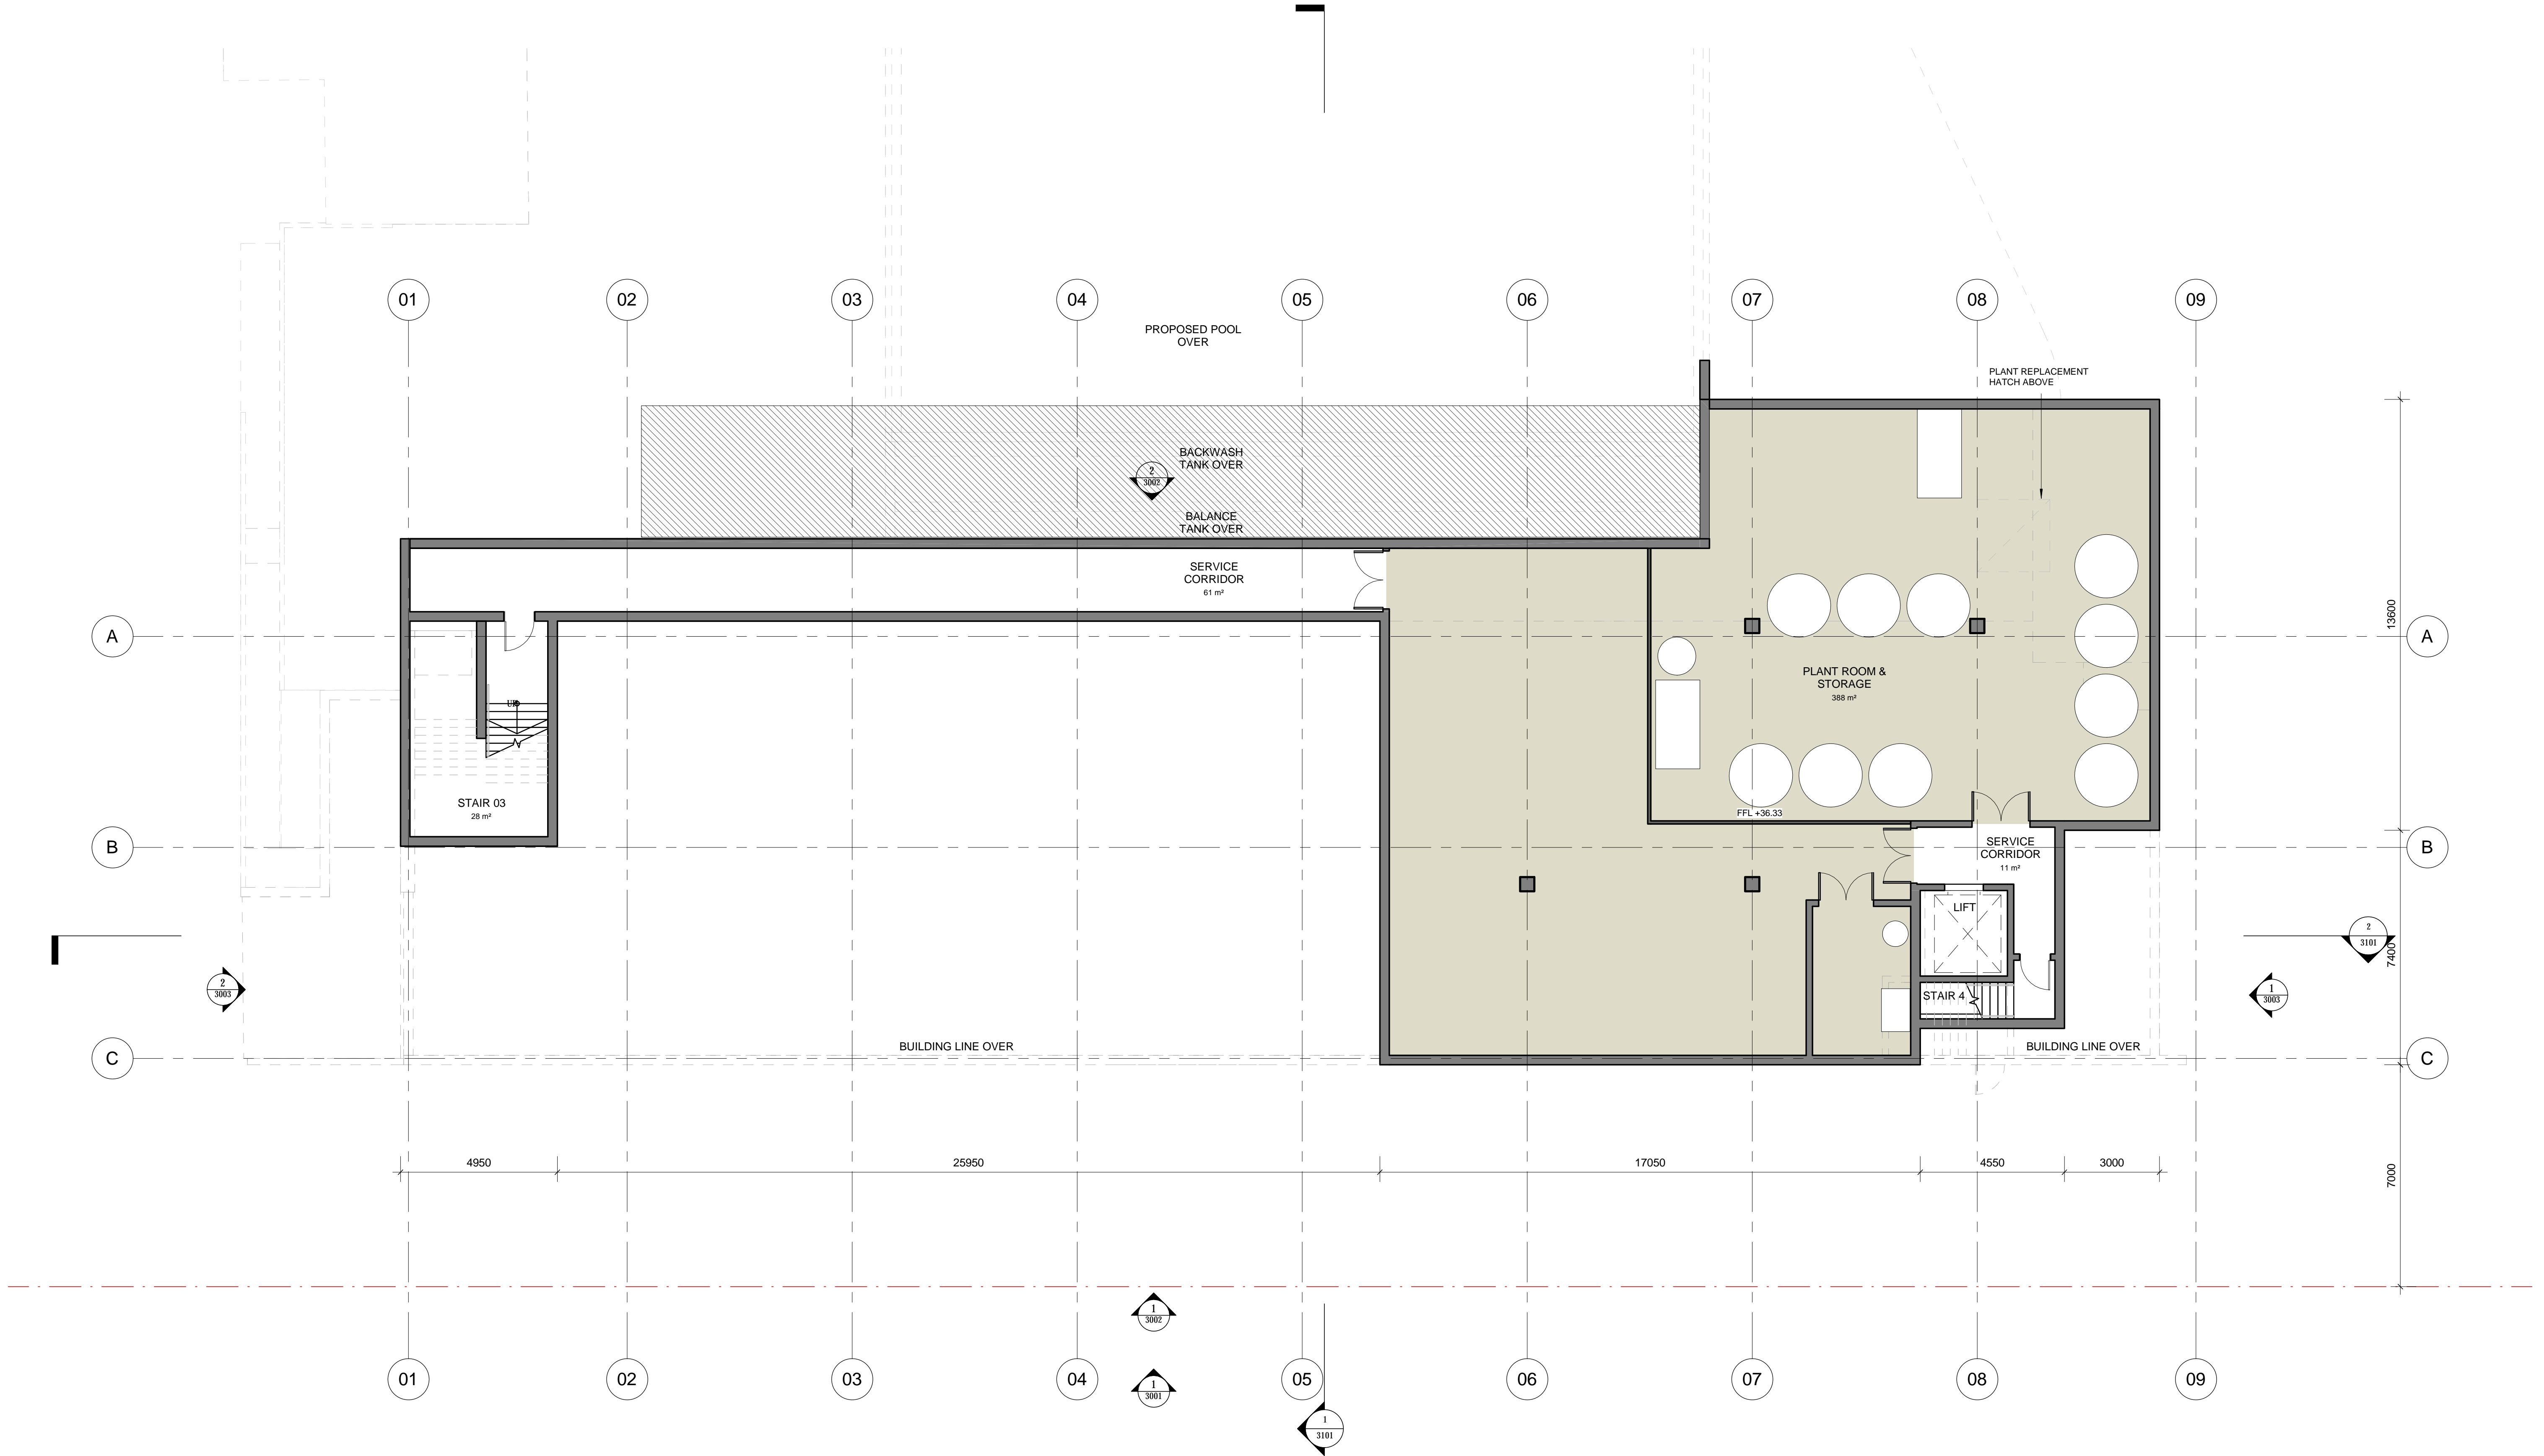 01 02 03 04 05 06 07 08 09
PROPOSED POOL
OVER
PLANT REPLACEMENT
HATCH ABOVE
BACKWASH
TANK OVER
2
3002
BALANCE
TANK OVER
SERVICE
CORRIDOR
61 m²
13600
A
A
PLANT ROOM &
STORAGE
388 m²
UP
STAIR 03
28 m²
FFL +36.33
B
SERVICE
CORRIDOR
11 m²
B
LIFT
2
3101
7400
2
3003
STAIR 4
1
3003
BUILDING LINE OVER
BUILDING LINE OVER
C
C
4950
25950
17050
4550
3000
7000
1
3002
01 02 03 04 05 06 07 08 09
1
3001
1
3101